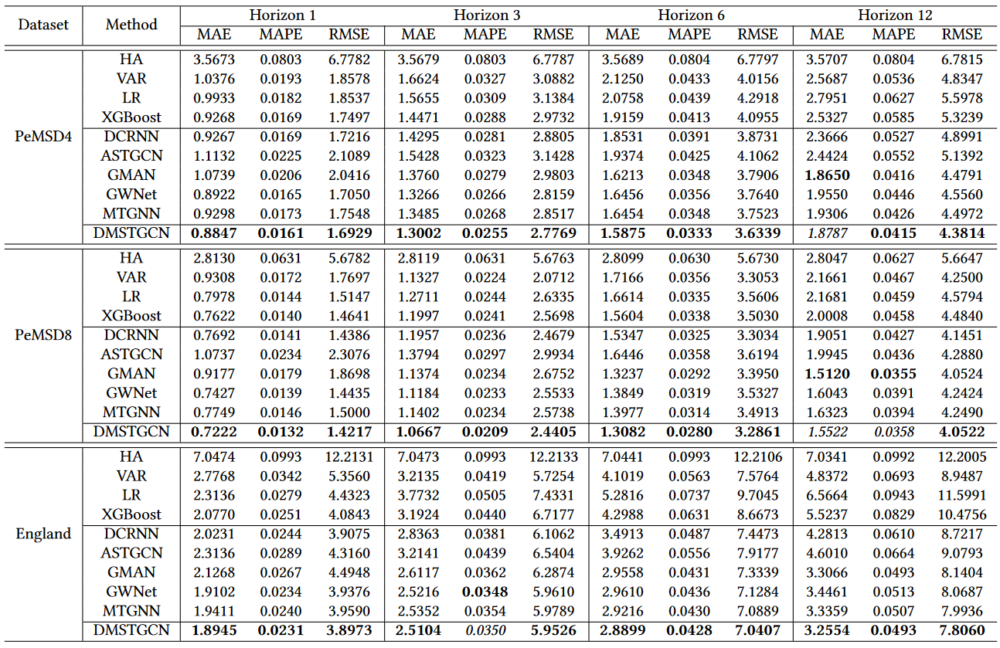 Dataset Method Horizon 1 Horizon 3 Horizon 6 Horizon 12
MAE MAPE RMSE MAE MAPE RMSE MAE MAPE RMSE MAE MAPE RMSE
HA 3.5673 0.0803 6.7782 3.5679 0.0803 6.7787 3.5689 0.0804 6.7797 3.5707 0.0804 6.7815
VAR 1.0376 0.0193 1.8578 1.6624 0.0327 3.0882 2.1250 0.0433 4.0156 2.5687 0.0536 4.8347
LR 0.9933 0.0182 1.8537 1.5655 0.0309 3.1384 2.0758 0.0439 4.2918 2.7951 0.0627 5.5978
XGBoost 0.9268 0.0169 1.7497 1.4471 0.0288 2.9732 1.9159 0.0413 4.0955 2.5327 0.0585 5.3239
PeMSD4 DCRNN 0.9267 0.0169 1.7216 1.4295 0.0281 2.8805 1.8531 0.0391 3.8731 2.3666 0.0527 4.8991
ASTGCN 1.1132 0.0225 2.1089 1.5428 0.0323 3.1428 1.9374 0.0425 4.1062 2.4424 0.0552 5.1392
GMAN 1.0739 0.0206 2.0416 1.3760 0.0279 2.9803 1.6213 0.0348 3.7906 1.8650 0.0416 4.4791
GWNet 0.8922 0.0165 1.7050 1.3266 0.0266 2.8159 1.6456 0.0356 3.7640 1.9550 0.0446 4.5560
MTGNN 0.9298 0.0173 1.7548 1.3485 0.0268 2.8517 1.6454 0.0348 3.7523 1.9306 0.0426 4.4972
DMSTGCN 0.8847 0.0161 1.6929 1.3002 0.0255 2.7769 1.5875 0.0333 3.6339 1.8787 0.0415 4.3814
HA 2.8130 0.0631 5.6782 2.8119 0.0631 5.6763 2.8099 0.0630 5.6730 2.8047 0.0627 5.6647
VAR 0.9308 0.0172 1.7697 1.1327 0.0224 2.0712 1.7166 0.0356 3.3053 2.1661 0.0467 4.2500
LR 0.7978 0.0144 1.5147 1.2711 0.0244 2.6335 1.6614 0.0335 3.5606 2.1681 0.0459 4.5794
XGBoost 0.7622 0.0140 1.4641 1.1997 0.0241 2.5698 1.5604 0.0338 3.5030 2.0008 0.0458 4.4840
PeMSD8 DCRNN 0.7692 0.0141 1.4386 1.1957 0.0236 2.4679 1.5347 0.0325 3.3034 1.9051 0.0427 4.1451
ASTGCN 1.0737 0.0234 2.3076 1.3794 0.0297 2.9934 1.6446 0.0358 3.6194 1.9945 0.0436 4.2880
GMAN 0.9177 0.0179 1.8698 1.1374 0.0234 2.6752 1.3237 0.0292 3.3950 1.5120 0.0355 4.0524
GWNet 0.7427 0.0139 1.4435 1.1184 0.0233 2.5533 1.3849 0.0319 3.5327 1.6043 0.0391 4.2424
MTGNN 0.7749 0.0146 1.5000 1.1402 0.0234 2.5738 1.3977 0.0314 3.4913 1.6323 0.0394 4.2490
DMSTGCN 0.7222 0.0132 1.4217 1.0667 0.0209 2.4405 1.3082 0.0280 3.2861 1.5522 0.0358 4.0522
HA 7.0474 0.0993 12.2131 7.0473 0.0993 12.2133 7.0441 0.0993 12.2106 7.0341 0.0992 12.2005
VAR 2.7768 0.0342 5.3560 3.2135 0.0419 5.7254 4.1019 0.0563 7.5764 4.8372 0.0693 8.9487
LR 2.3136 0.0279 4.4323 3.7732 0.0505 7.4331 5.2816 0.0737 9.7045 6.5664 0.0943 11.5991
XGBoost 2.0770 0.0251 4.0843 3.1924 0.0440 6.7177 4.2988 0.0631 8.6673 5.5237 0.0829 10.4756
England DCRNN 2.0231 0.0244 3.9075 2.8363 0.0381 6.1062 3.4913 0.0487 7.4473 4.2813 0.0610 8.7217
ASTGCN 2.3136 0.0289 4.3160 3.2141 0.0439 6.5404 3.9262 0.0556 7.9177 4.6010 0.0664 9.0793
GMAN 2.1268 0.0267 4.4948 2.6117 0.0362 6.2874 2.9558 0.0431 7.3339 3.3066 0.0493 8.1404
GWNet 1.9102 0.0234 3.9376 2.5216 0.0348 5.9610 2.9610 0.0436 7.1284 3.4461 0.0513 8.0687
MTGNN 1.9411 0.0240 3.9590 2.5352 0.0354 5.9789 2.9216 0.0430 7.0889 3.3359 0.0507 7.9936
DMSTGCN 1.8945 0.0231 3.8973 2.5104 0.0350 5.9526 2.8899 0.0428 7.0407 3.2554 0.0493 7.8060